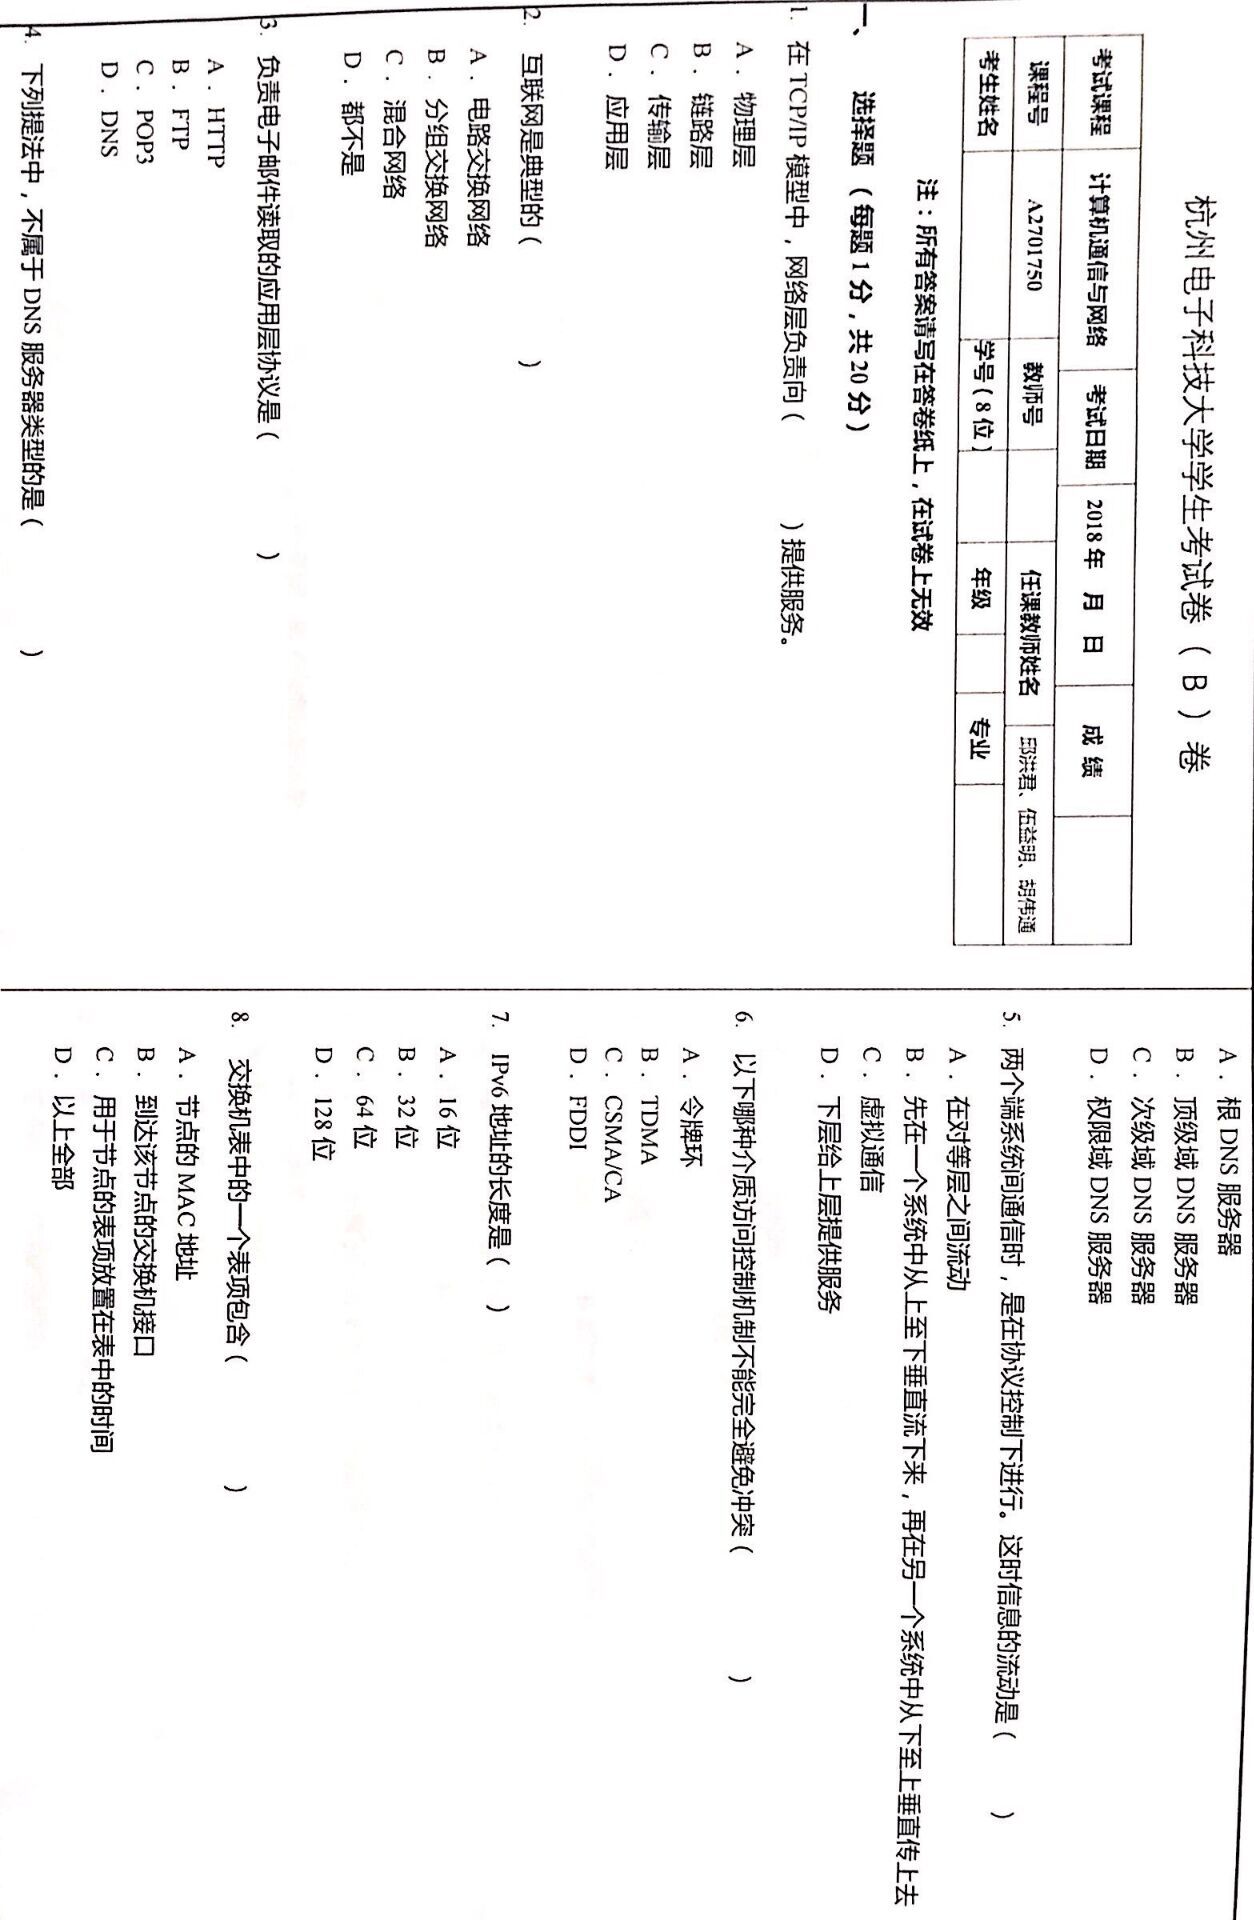 杭州电子科技大学学生考试卷（ B ）卷
考试课程 计算机通信与网络 考试日期 2018 年 月 日 成 绩
课程号 A2701750 教师号 任课教师姓名 邱洪君、伍益明、胡伟通
考生姓名 学号（8 位） 年级 专业
注：所有答案请写在答卷纸上，在试卷上无效
一、 选择题 （每题 1 分，共 20 分）
1. 在 TCP/IP 模型中，网络层负责向（ ）提供服务。
A． 物理层
B． 链路层
C． 传输层
D． 应用层
2. 互联网是典型的（ ）
A． 电路交换网络
B． 分组交换网络
C． 混合网络
D． 都不是
3. 负责电子邮件读取的应用层协议是（ ）
A． HTTP
B． FTP
C． POP3
D． DNS
4. 下列提法中，不属于 DNS 服务器类型的是（ ）
A． 根 DNS 服务器
B． 顶级域 DNS 服务器
C． 次级域 DNS 服务器
D． 权限域 DNS 服务器
5. 两个端系统间通信时，是在协议控制下进行。这时信息的流动是（ ）
A． 在对等层之间流动
B． 先在一个系统中从上至下垂直流下来，再在另一个系统中从下至上垂直传上去
C． 虚拟通信
D． 下层给上层提供服务
6. 以下哪种介质访问控制机制不能完全避免冲突（ ）
A． 令牌环
B． TDMA
C． CSMA/CA
D． FDDI
7. IPv6 地址的长度是（ ）
A． 16 位
B． 32 位
C． 64 位
D． 128 位
8. 交换机表中的一个表项包含（ ）
A． 节点的 MAC 地址
B． 到达该节点的交换机接口
C． 用于节点的表项放置在表中的时间
D． 以上全部